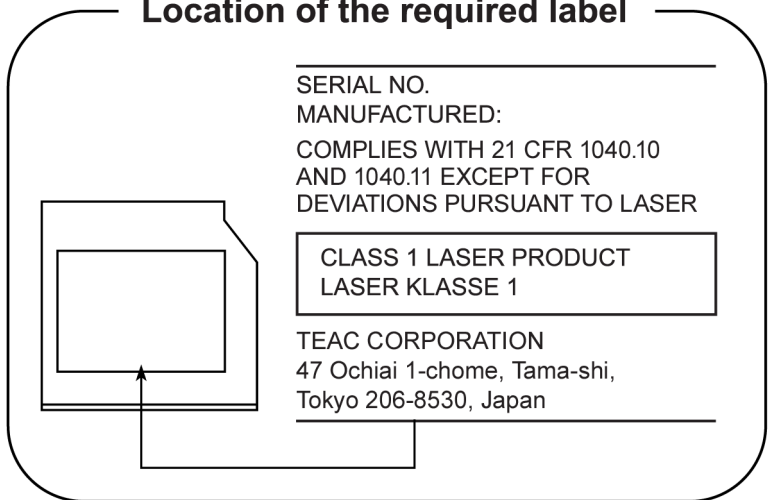 Location of the required label
SERIAL NO.
MANUFACTURED:
COMPLIES WITH 21 CFR 1040.10
AND 1040.11 EXCEPT FOR
DEVIATIONS PURSUANT TO LASER
CLASS 1 LASER PRODUCT
LASER KLASSE 1
TEAC CORPORATION
47 Ochiai 1-chome, Tama-shi,
Tokyo 206-8530, Japan